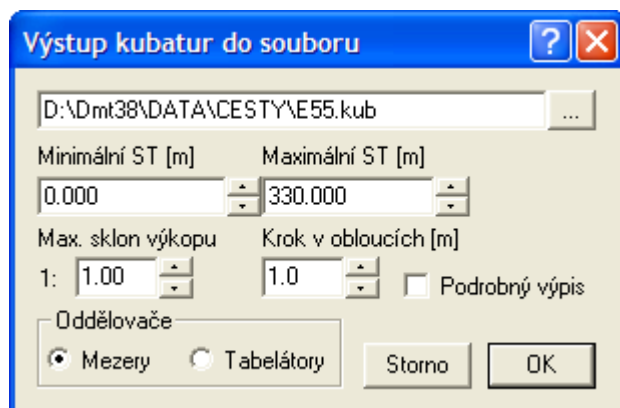 Výstup kubatur do souboru
D:\Dmt38\DATA\CESTY\E55.kub ...
Minimální ST [m] Maximální ST [m]
0.000 330.000
Max. sklon výkopu Krok v obloucích [m]
1: 1.00 1.0 Podrobný výpis
Oddělovače
Mezery Tabelátory Storno OK